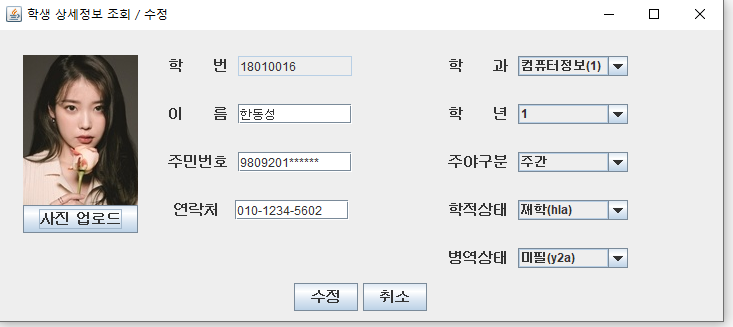 학생 상세정보 조회 / 수정
학 번 18010016 학 과 컴퓨터정보(1)
이 름 한동성 학 년 1
주민번호 9809201****** 주야구분 주간
사진 업로드 연락처 010-1234-5602 학적상태 재학(hla)
병역상태 미필(y2a)
수정 취소